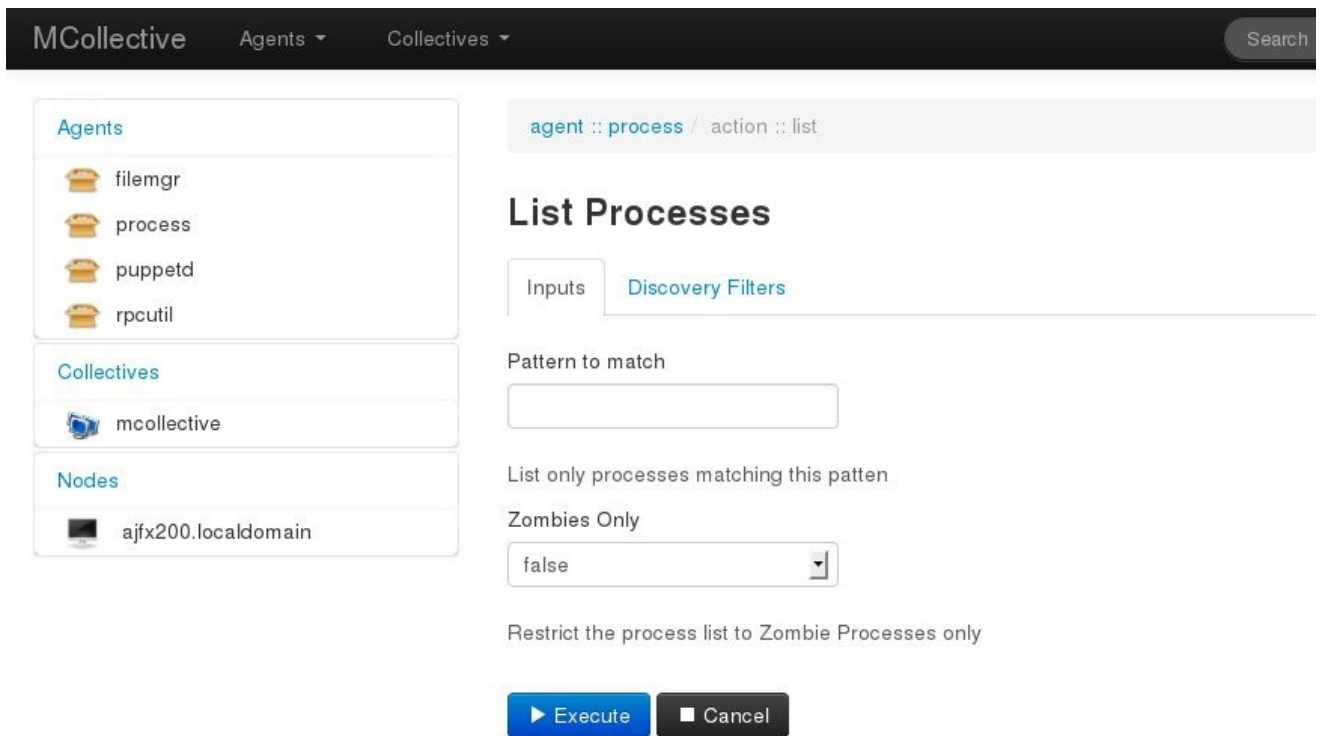 MCollective Agents Collectives Search
Agents
filemgr
process
puppetd
rpcutil
Collectives
mcollective
Nodes
ajfx200.localdomain
agent :: process / action :: list
List Processes
Inputs Discovery Filters
Pattern to match
List only processes matching this patten
Zombies Only
false
Restrict the process list to Zombie Processes only
Execute Cancel